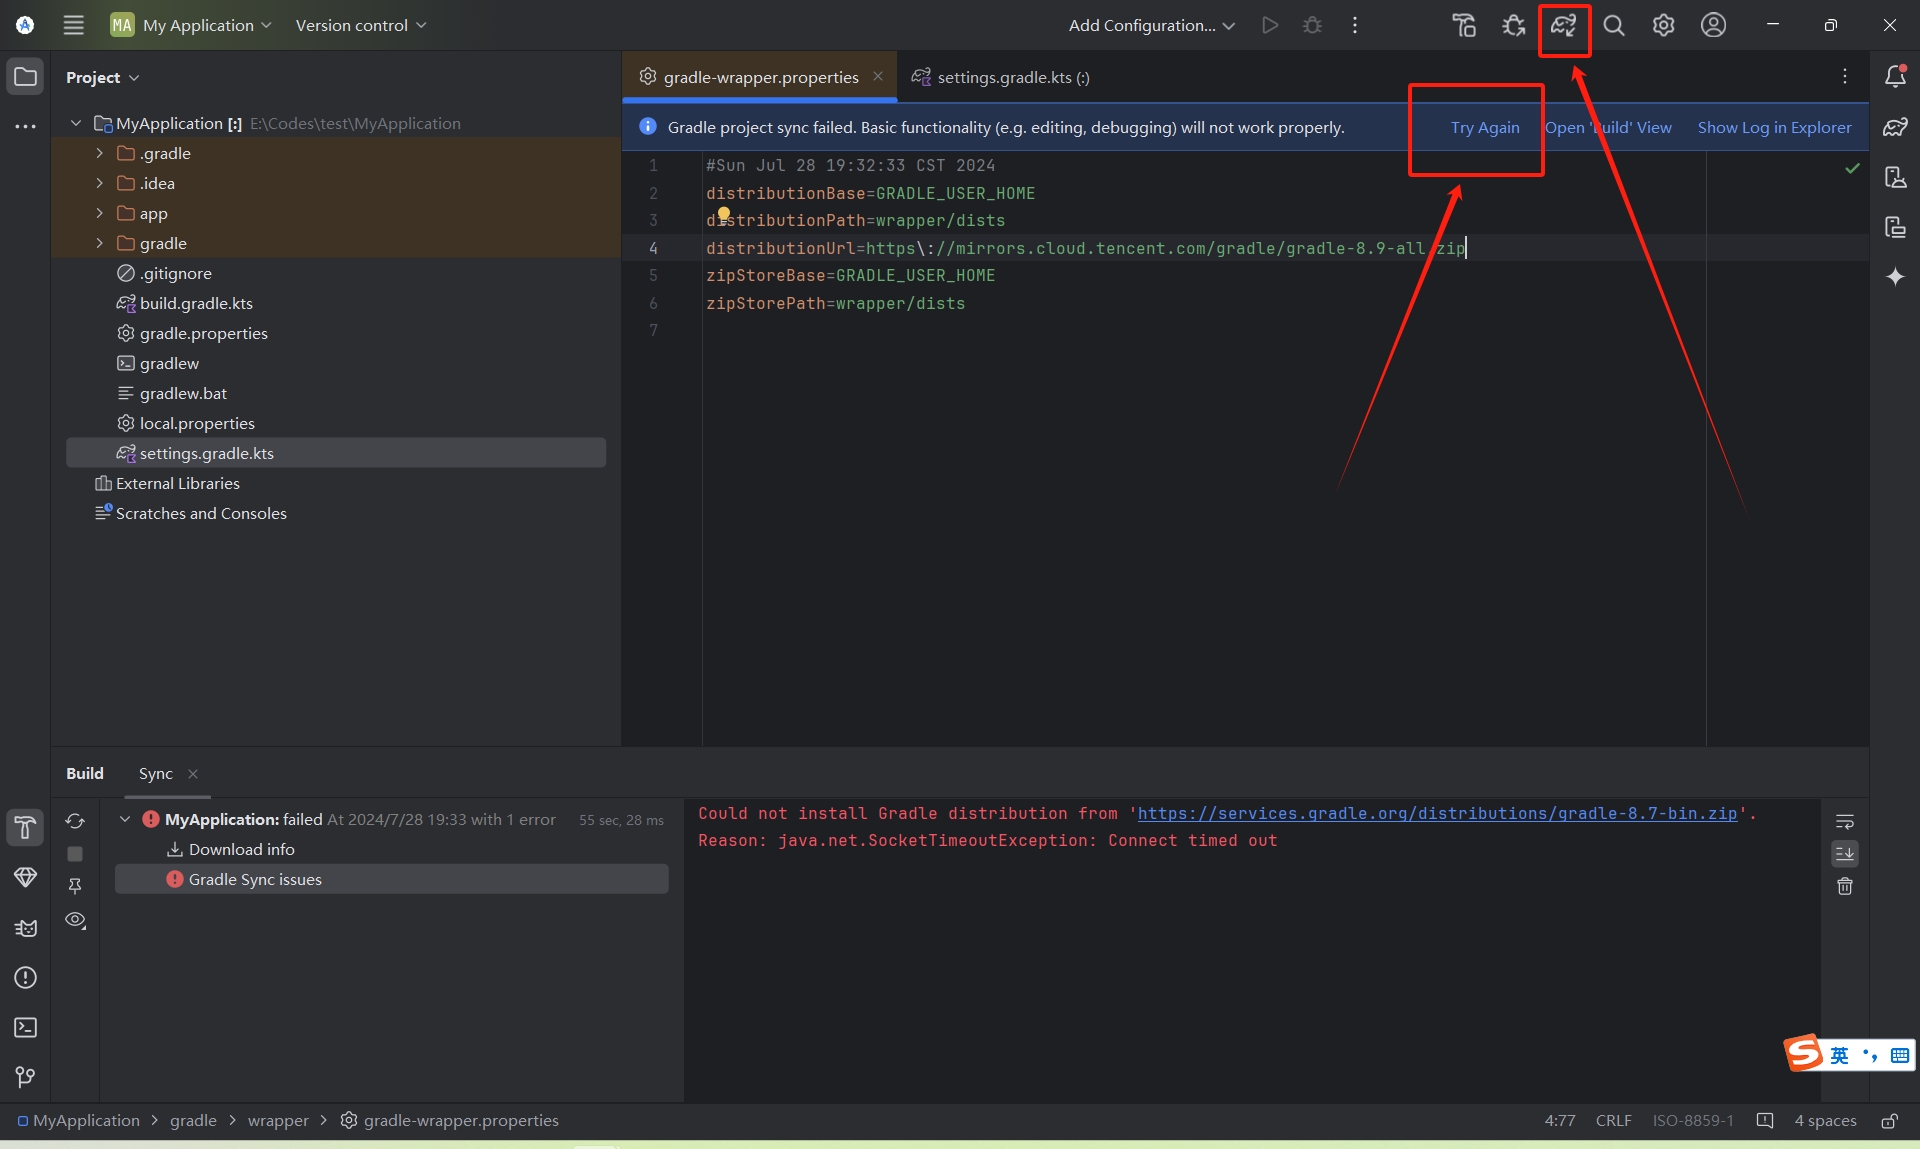 MA My Application Version control Add Configuration...
Project
gradle-wrapper.properties settings.gradle.kts (:)
MyApplication [:] E:\Codes\test\MyApplication
.gradle
.idea
app
gradle
.gitignore
build.gradle.kts
gradle.properties
gradlew
gradlew.bat
local.properties
settings.gradle.kts
External Libraries
Scratches and Consoles
Gradle project sync failed. Basic functionality (e.g. editing, debugging) will not work properly. Try Again Open 'Build' View Show Log in Explorer
1 #Sun Jul 28 19:32:33 CST 2024
2 distributionBase=GRADLE_USER_HOME
3 distributionPath=wrapper/dists
4 distributionUrl=https\://mirrors.cloud.tencent.com/gradle/gradle-8.9-all.zip
5 zipStoreBase=GRADLE_USER_HOME
6 zipStorePath=wrapper/dists
7
Build Sync
MyApplication: failed At 2024/7/28 19:33 with 1 error 55 sec, 28 ms
Download info
Gradle Sync issues
Could not install Gradle distribution from 'https://services.gradle.org/distributions/gradle-8.7-bin.zip'.
Reason: java.net.SocketTimeoutException: Connect timed out
S 英
MyApplication > gradle > wrapper > gradle-wrapper.properties 4:77 CRLF ISO-8859-1 4 spaces